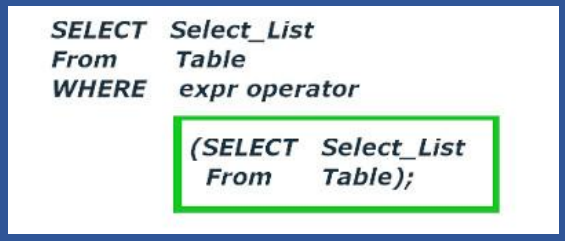 SELECT Select_List
From Table
WHERE expr operator
(SELECT Select_List
From Table);